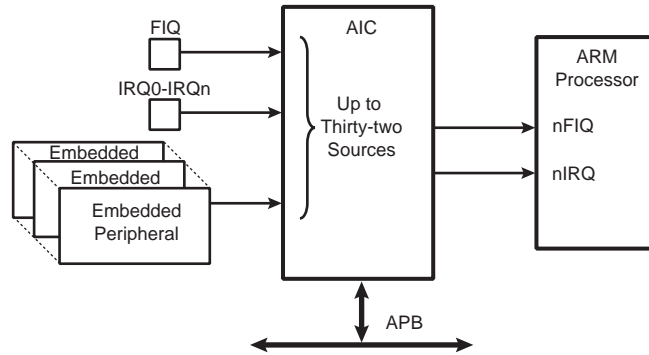 FIQ
AIC
ARM
Processor
IRQ0-IRQn
Up to
Thirty-two
Sources
nFIQ
nIRQ
Embedded
Embedded
Embedded
Peripheral
APB